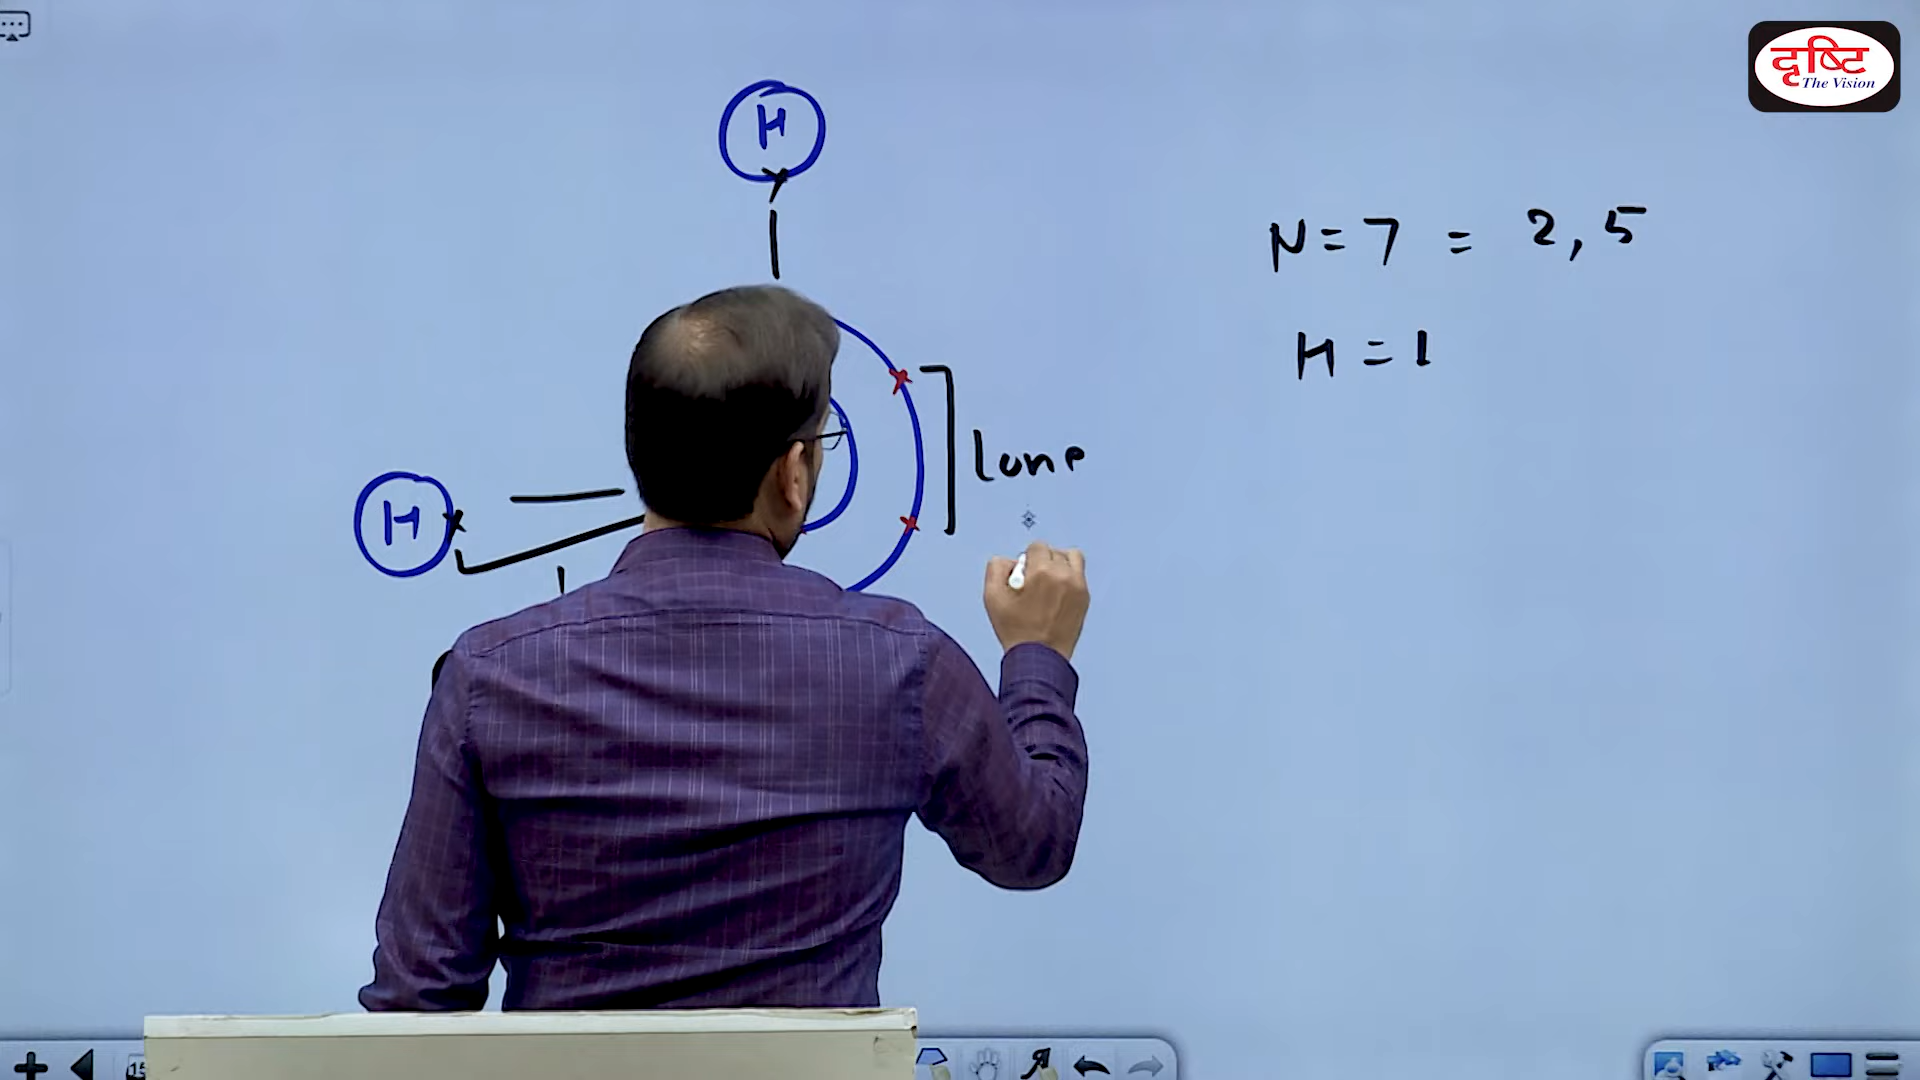 दृष्टि
The Vision
H
N = 7 = 2, 5
H = 1
Lone
H